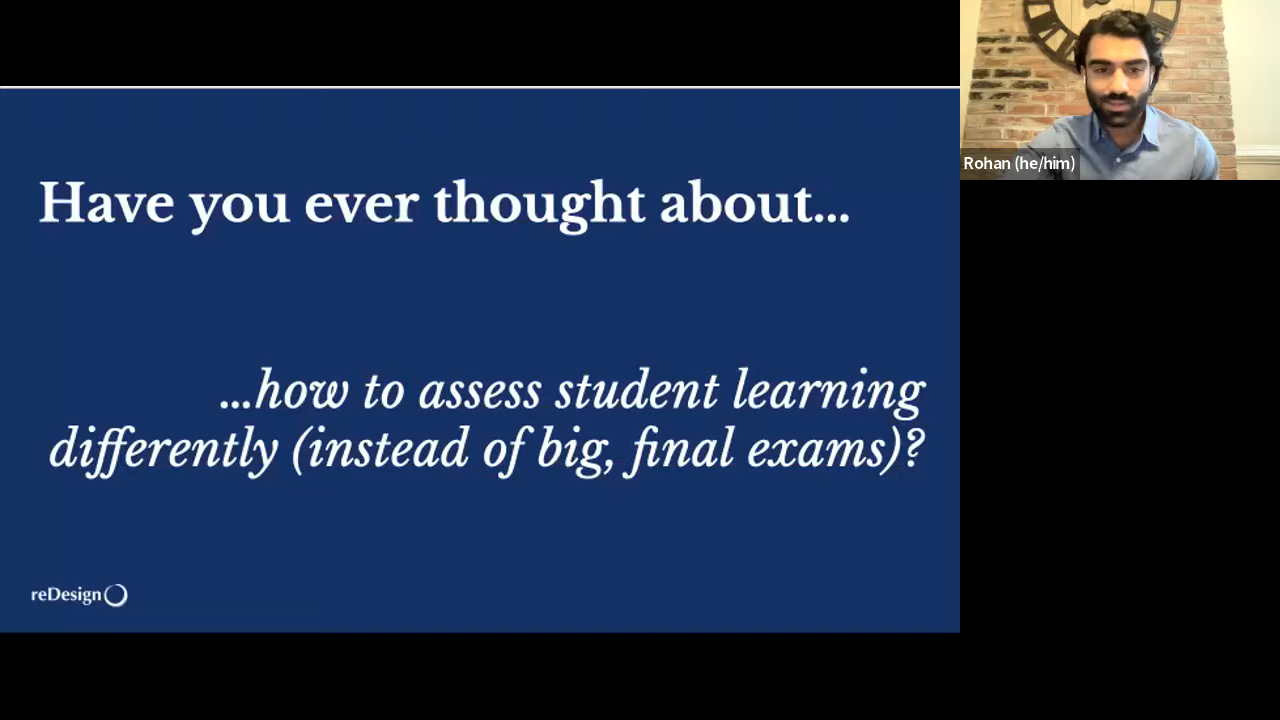 Have you ever thought about...
...how to assess student learning
differently (instead of big, final exams)?
reDesign
Rohan (he/him)